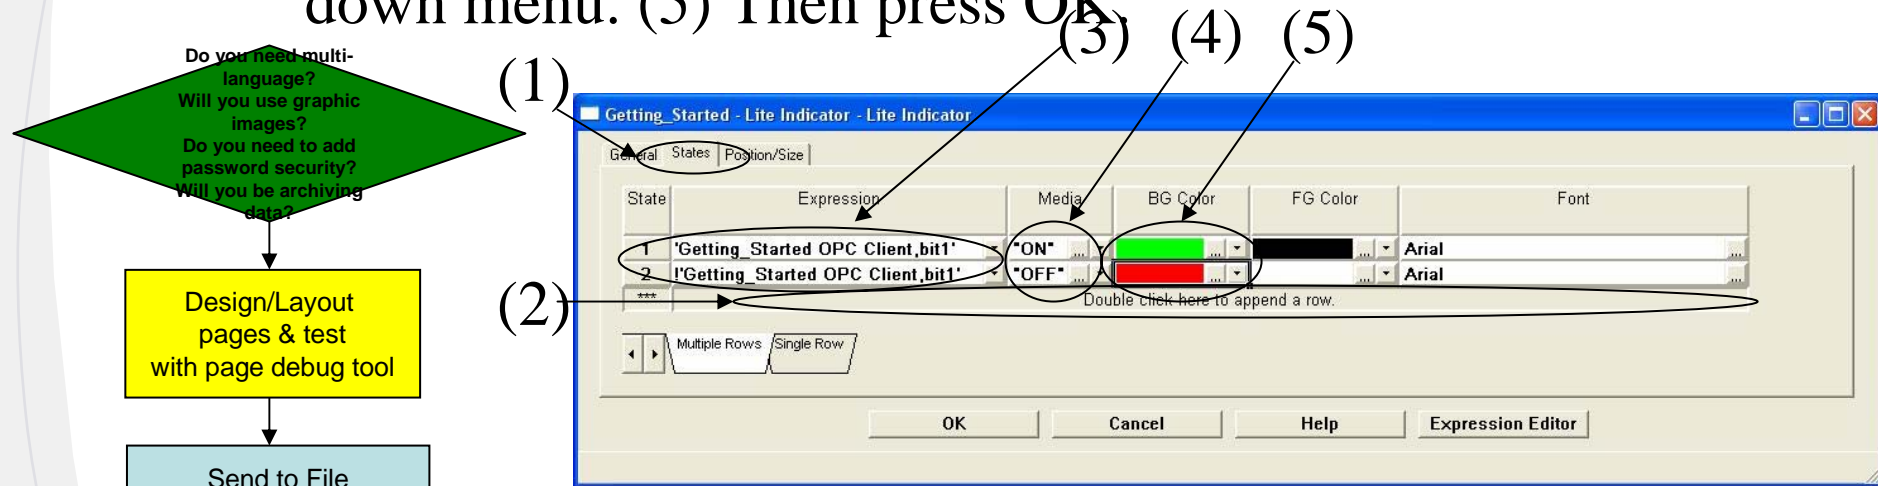 down menu. (5) Then press OK.
(1)
(2)
(3) (4) (5)
Do you need multi-
language?
Will you use graphic
images?
Do you need to add
password security?
Will you be archiving
data?
Design/Layout
pages & test
with page debug tool
Send to File
Getting_Started - Lite Indicator - Lite Indicator
General States Position/Size
State Expression Media BG Color FG Color Font
1 'Getting_Started OPC Client,bit1' "ON" ... ... ... Arial ...
2 !'Getting_Started OPC Client,bit1' "OFF" ... ... ... Arial ...
*** Double click here to append a row.
Multiple Rows Single Row
OK Cancel Help Expression Editor